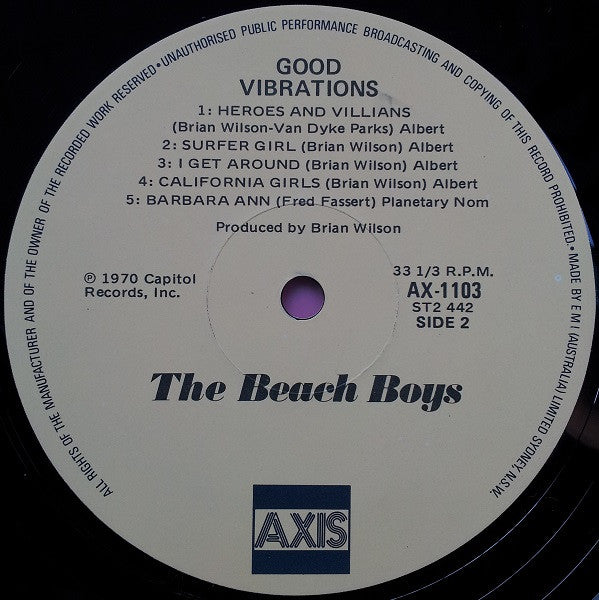 ALL RIGHTS OF THE MANUFACTURER AND OF THE OWNER OF THE RECORDED WORK RESERVED•UNAUTHORISED PUBLIC PERFORMANCE BROADCASTING AND COPYING OF THIS RECORD PROHIBITED.•MADE BY E M I (AUSTRALIA) LIMITED SYDNEY, N.S.W.
GOOD
VIBRATIONS
1: HEROES AND VILLIANS
(Brian Wilson-Van Dyke Parks) Albert
2: SURFER GIRL (Brian Wilson) Albert
3: I GET AROUND (Brian Wilson) Albert
4: CALIFORNIA GIRLS (Brian Wilson) Albert
5: BARBARA ANN (Fred Fassert) Planetary Nom
Produced by Brian Wilson
℗ 1970 Capitol
Records, Inc.
33 1/3 R.P.M.
AX-1103
ST2 442
SIDE 2
The Beach Boys
AXIS